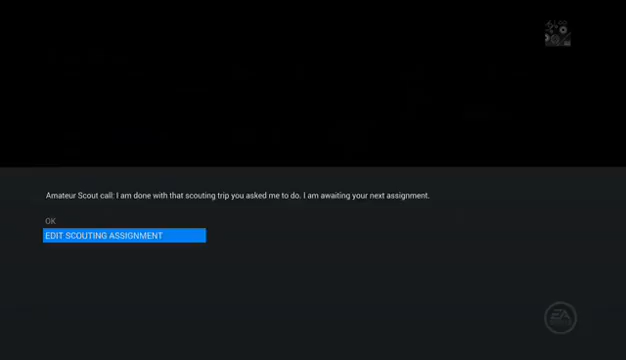 Amateur Scout call: I am done with that scouting trip you asked me to do. I am awaiting your next assignment.
OK
EDIT SCOUTING ASSIGNMENT
EA